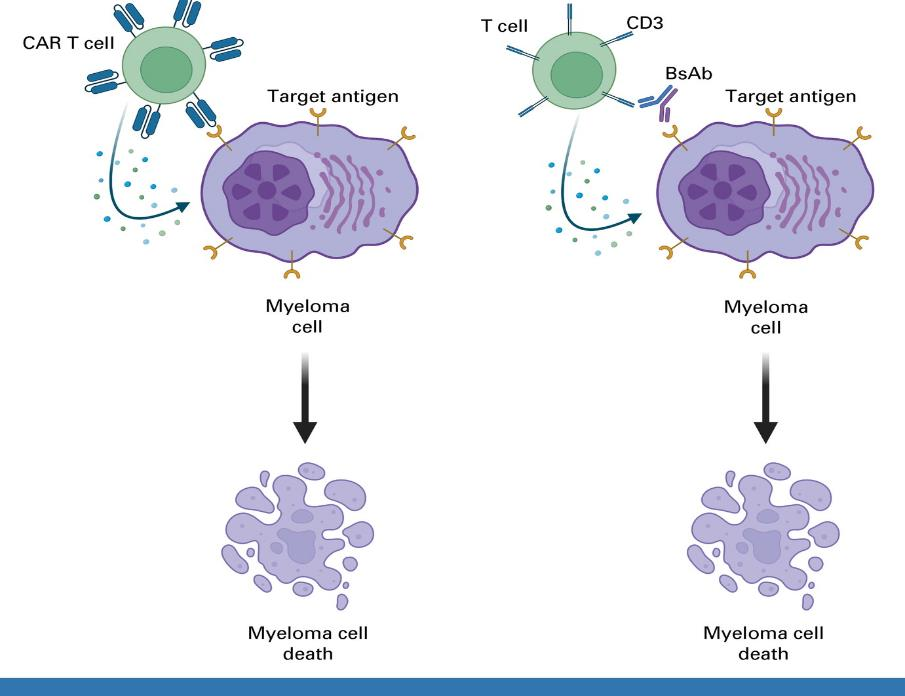 CAR T cell
Target antigen
Myeloma
cell
Myeloma cell
death
T cell
CD3
BsAb
Target antigen
Myeloma
cell
Myeloma cell
death